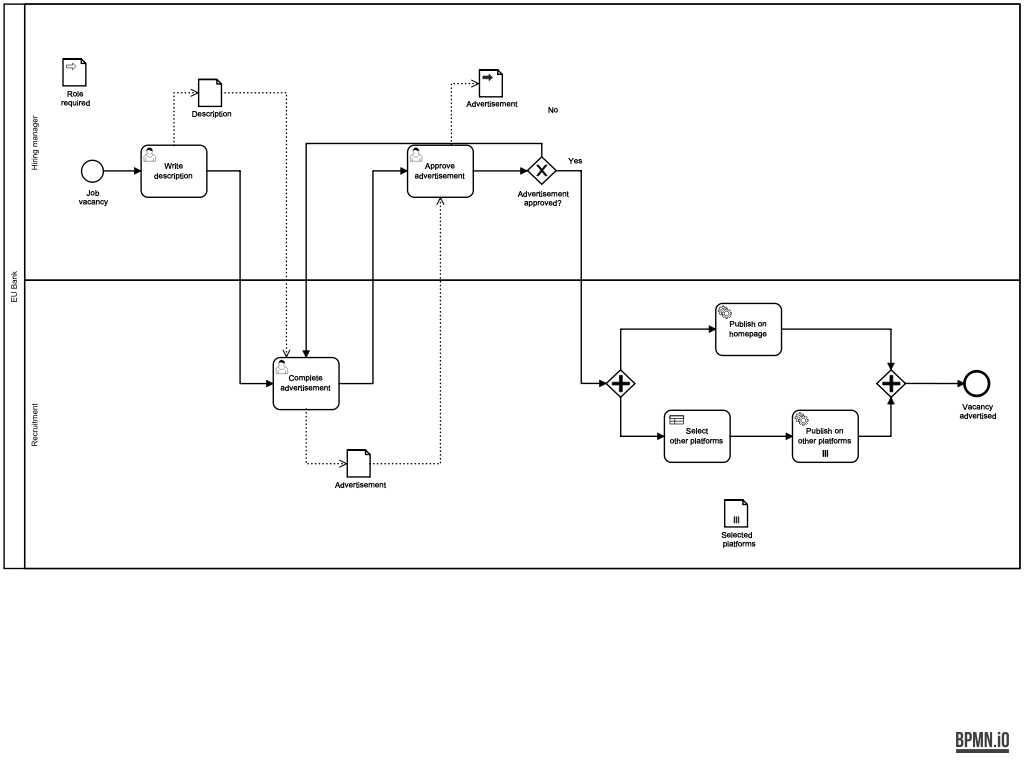 EU Bank
Hiring manager
Role
required
Description
Advertisement
No
Write
description
Job
vacancy
Approve
advertisement
Yes
Advertisement
approved?
Recruitment
Complete
advertisement
Advertisement
Publish on
homepage
Select
other platforms
Publish on
other platforms
Vacancy
advertised
Selected
platforms
BPMN.iO